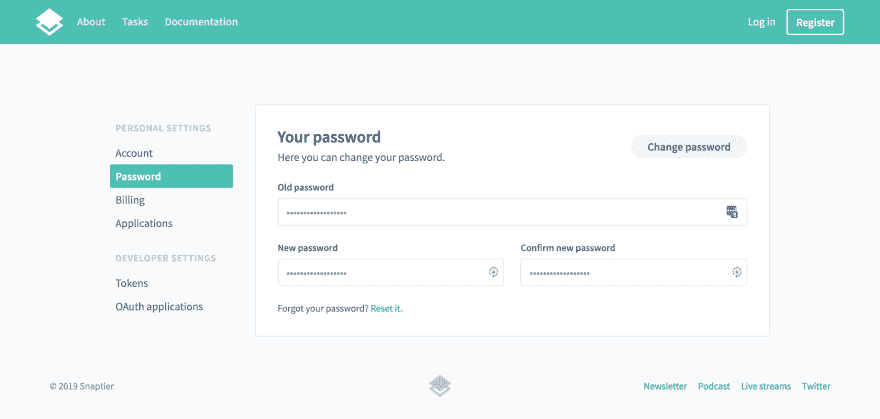 About Tasks Documentation Log in Register
PERSONAL SETTINGS
Account
Password
Billing
Applications
DEVELOPER SETTINGS
Tokens
OAuth applications
Your password
Here you can change your password.
Change password
Old password
New password Confirm new password
Forgot your password? Reset it.
© 2019 Snaptier Newsletter Podcast Live streams Twitter